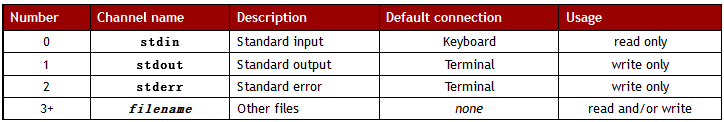 Number Channel name Description Default connection Usage
0 stdin Standard input Keyboard read only
1 stdout Standard output Terminal write only
2 stderr Standard error Terminal write only
3+ filename Other files none read and/or write